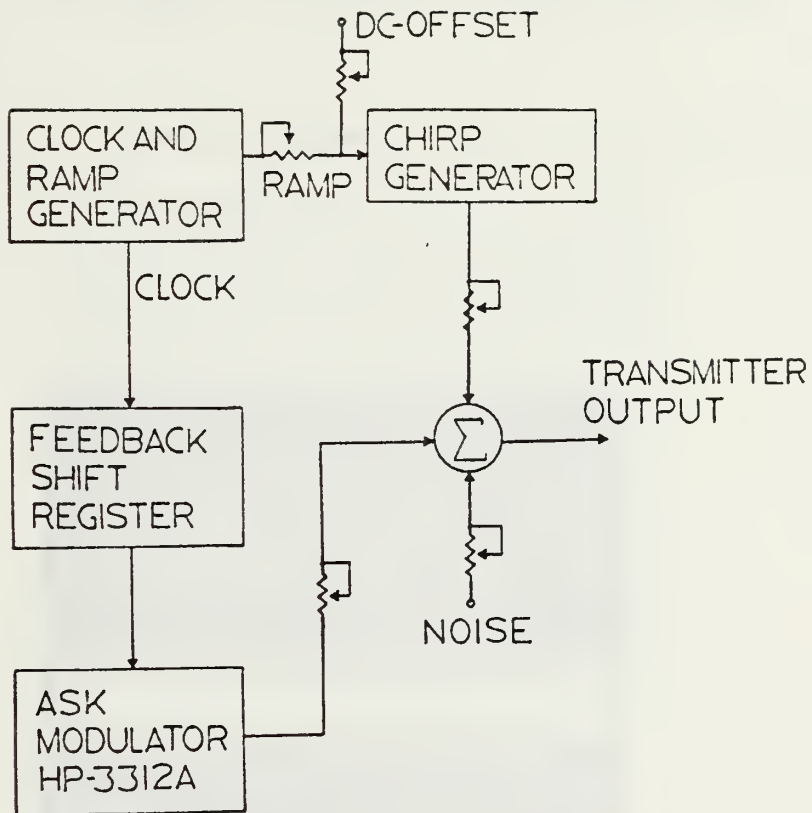 DC-OFFSET
CLOCK AND
RAMP
GENERATOR
RAMP
CHIRP
GENERATOR
CLOCK
TRANSMITTER
OUTPUT
FEEDBACK
SHIFT
REGISTER
Σ
NOISE
ASK
MODULATOR
HP-3312A